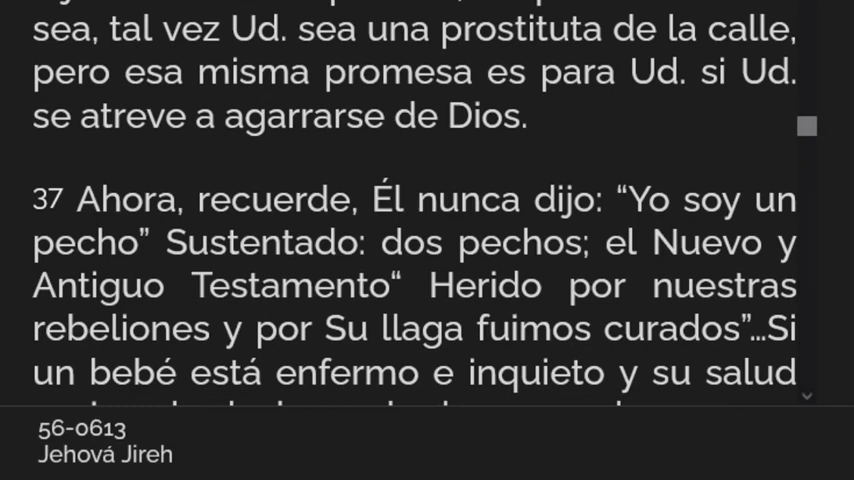 sea, tal vez Ud. sea una prostituta de la calle,
pero esa misma promesa es para Ud. si Ud.
se atreve a agarrarse de Dios.
37 Ahora, recuerde, Él nunca dijo: “Yo soy un
pecho” Sustentado: dos pechos; el Nuevo y
Antiguo Testamento“ Herido por nuestras
rebeliones y por Su llaga fuimos curados”...Si
un bebé está enfermo e inquieto y su salud
56-0613
Jehová Jireh